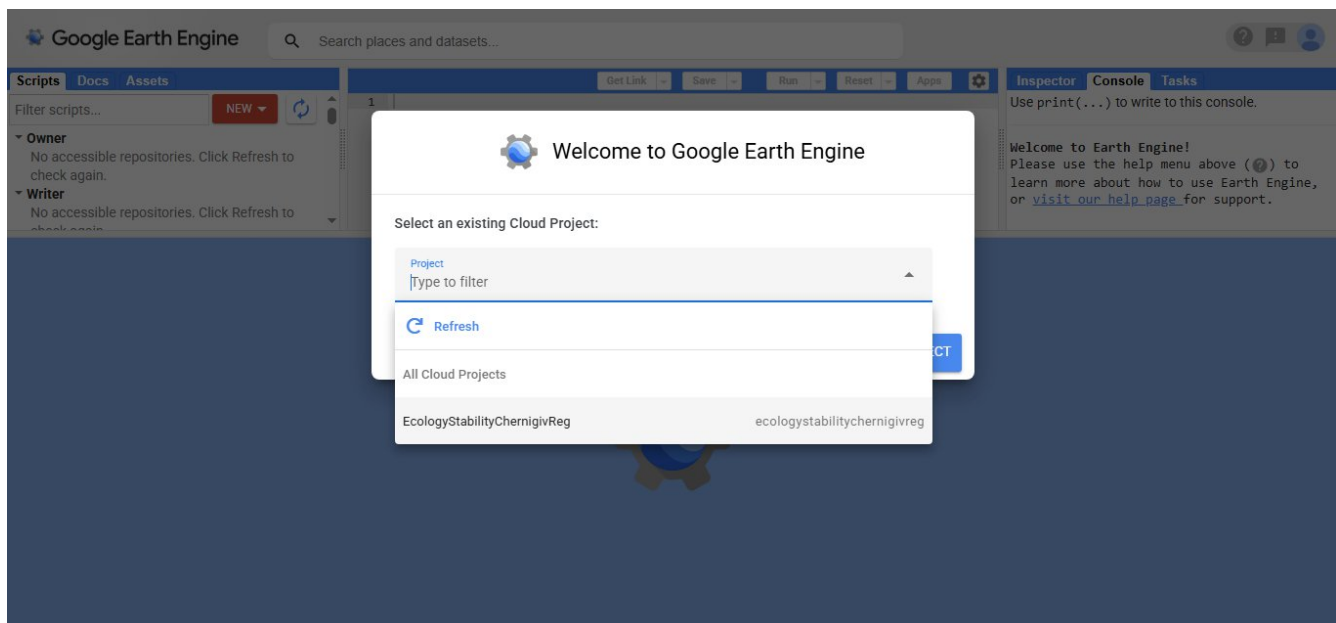 Google Earth Engine
Search places and datasets...
Scripts Docs Assets
Get Link Save Run Reset Apps
Inspector Console Tasks
Filter scripts...
NEW
1
Use print(...) to write to this console.
Owner
No accessible repositories. Click Refresh to
check again.
Writer
No accessible repositories. Click Refresh to
check again.
Welcome to Earth Engine!
Please use the help menu above (?) to
learn more about how to use Earth Engine,
or visit our help page for support.
Welcome to Google Earth Engine
Select an existing Cloud Project:
Project
Type to filter
Refresh
All Cloud Projects
EcologyStabilityChernigivReg ecologystabilitychernigivreg